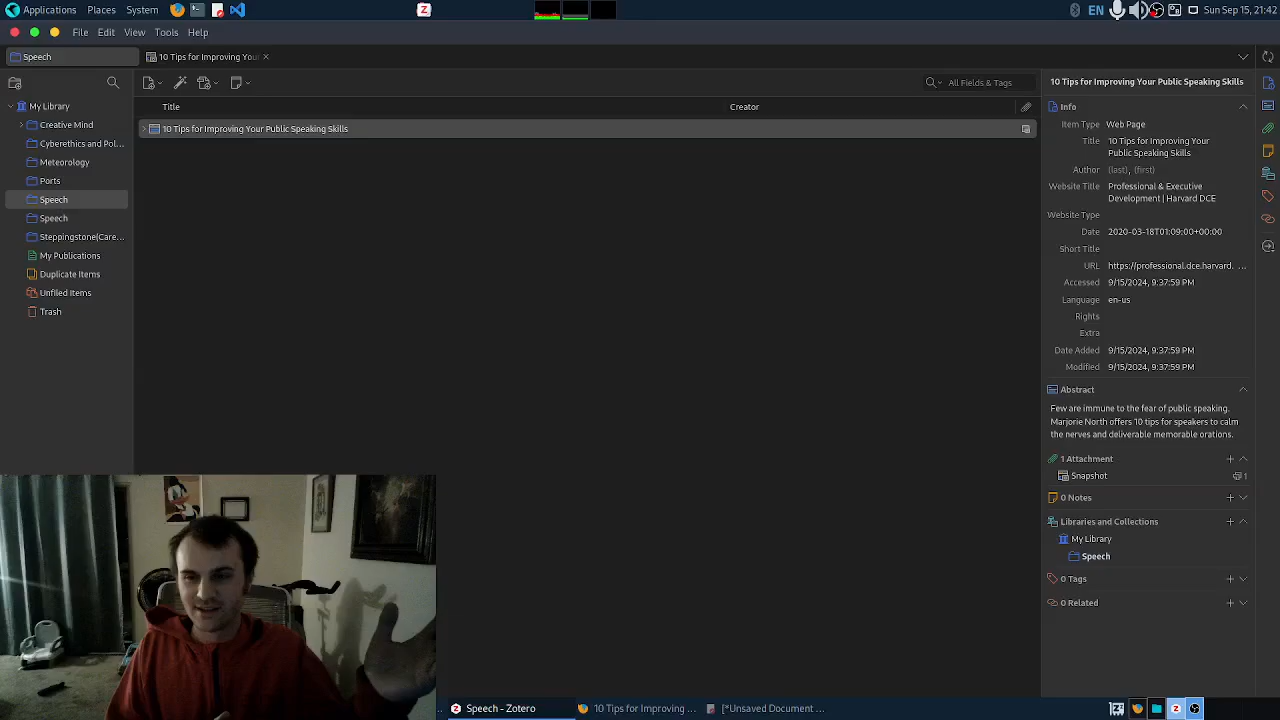 Applications Places System
EN Sun Sep 15, 21:42
File Edit View Tools Help
Speech 10 Tips for Improving You
All Fields & Tags
My Library
Creative Mind
Cyberethics and Pol...
Meteorology
Ports
Speech
Speech
Steppingstone(Care...
My Publications
Duplicate Items
Unfiled Items
Trash
Title Creator
10 Tips for Improving Your Public Speaking Skills
10 Tips for Improving Your Public Speaking Skills
Info
Item Type Web Page
Title 10 Tips for Improving Your
Public Speaking Skills
Author (last), (first)
Website Title Professional & Executive
Development | Harvard DCE
Website Type
Date 2020-03-18T01:09:00+00:00
Short Title
URL https://professional.dce.harvard. ...
Accessed 9/15/2024, 9:37:59 PM
Language en-us
Rights
Extra
Date Added 9/15/2024, 9:37:59 PM
Modified 9/15/2024, 9:37:59 PM
Abstract
Few are immune to the fear of public speaking.
Marjorie North offers 10 tips for speakers to calm
the nerves and deliverable memorable orations.
1 Attachment
Snapshot 1
0 Notes
Libraries and Collections
My Library
Speech
0 Tags
0 Related
Speech - Zotero 10 Tips for Improving ... [*Unsaved Document ...